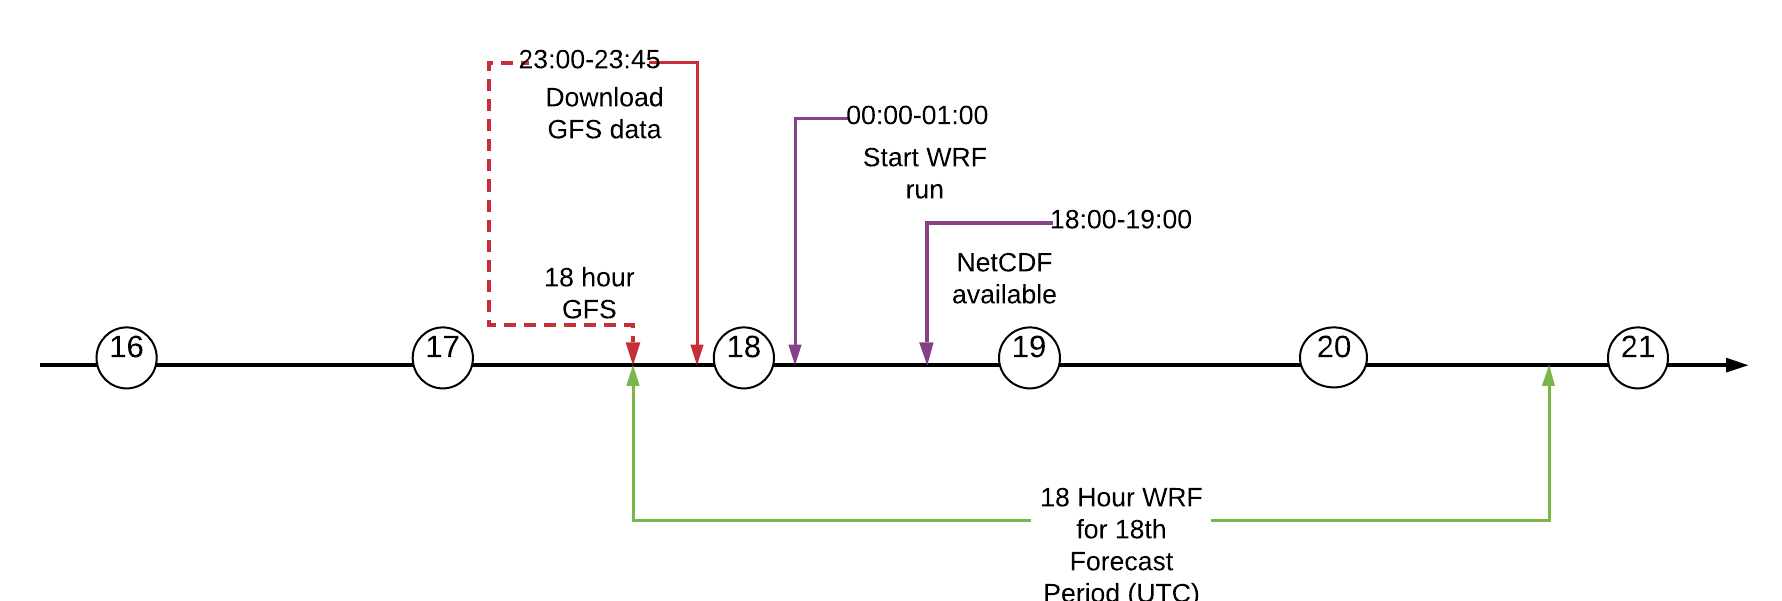 23:00-23:45
Download
GFS data
00:00-01:00
Start WRF
run
18:00-19:00
NetCDF
available
18 hour
GFS
16
17
18
19
20
21
18 Hour WRF
for 18th
Forecast
Period (UTC)